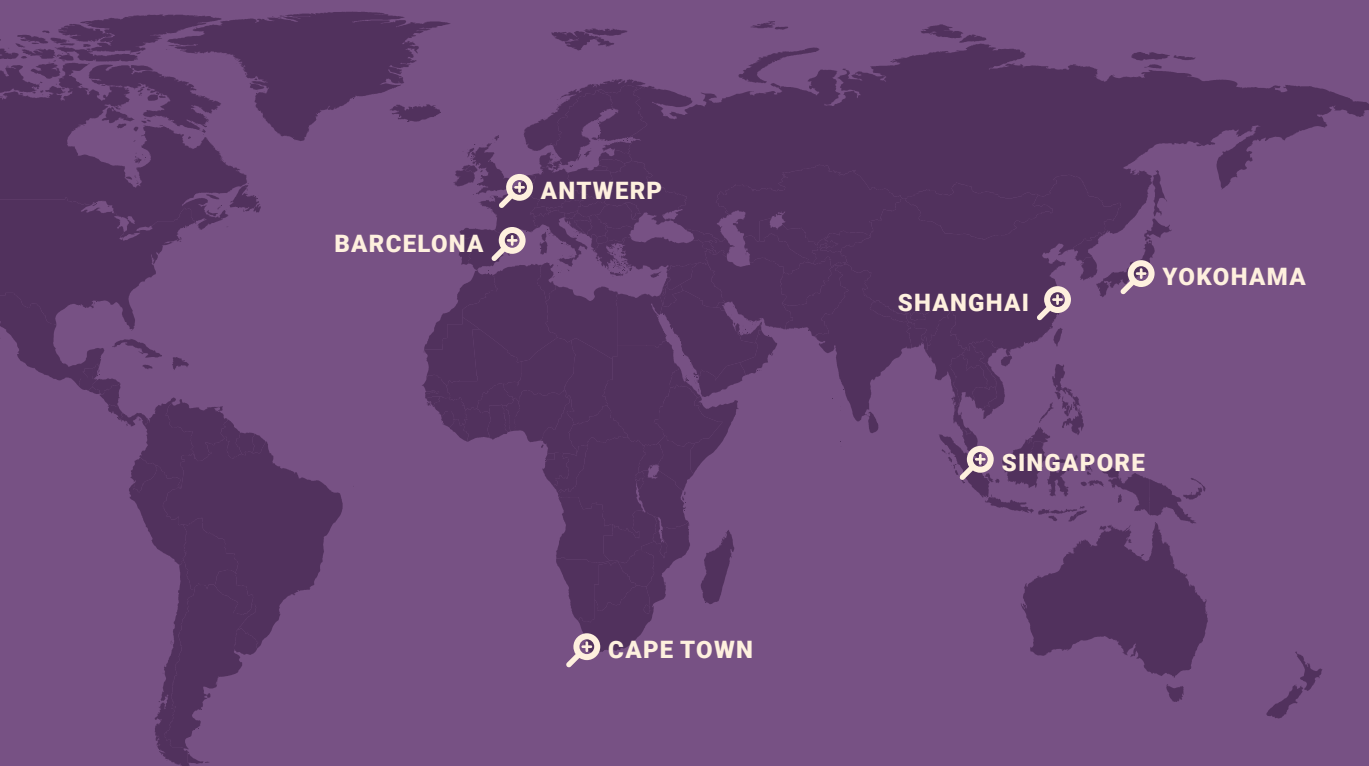 ANTWERP
BARCELONA
YOKOHAMA
SHANGHAI
SINGAPORE
CAPE TOWN